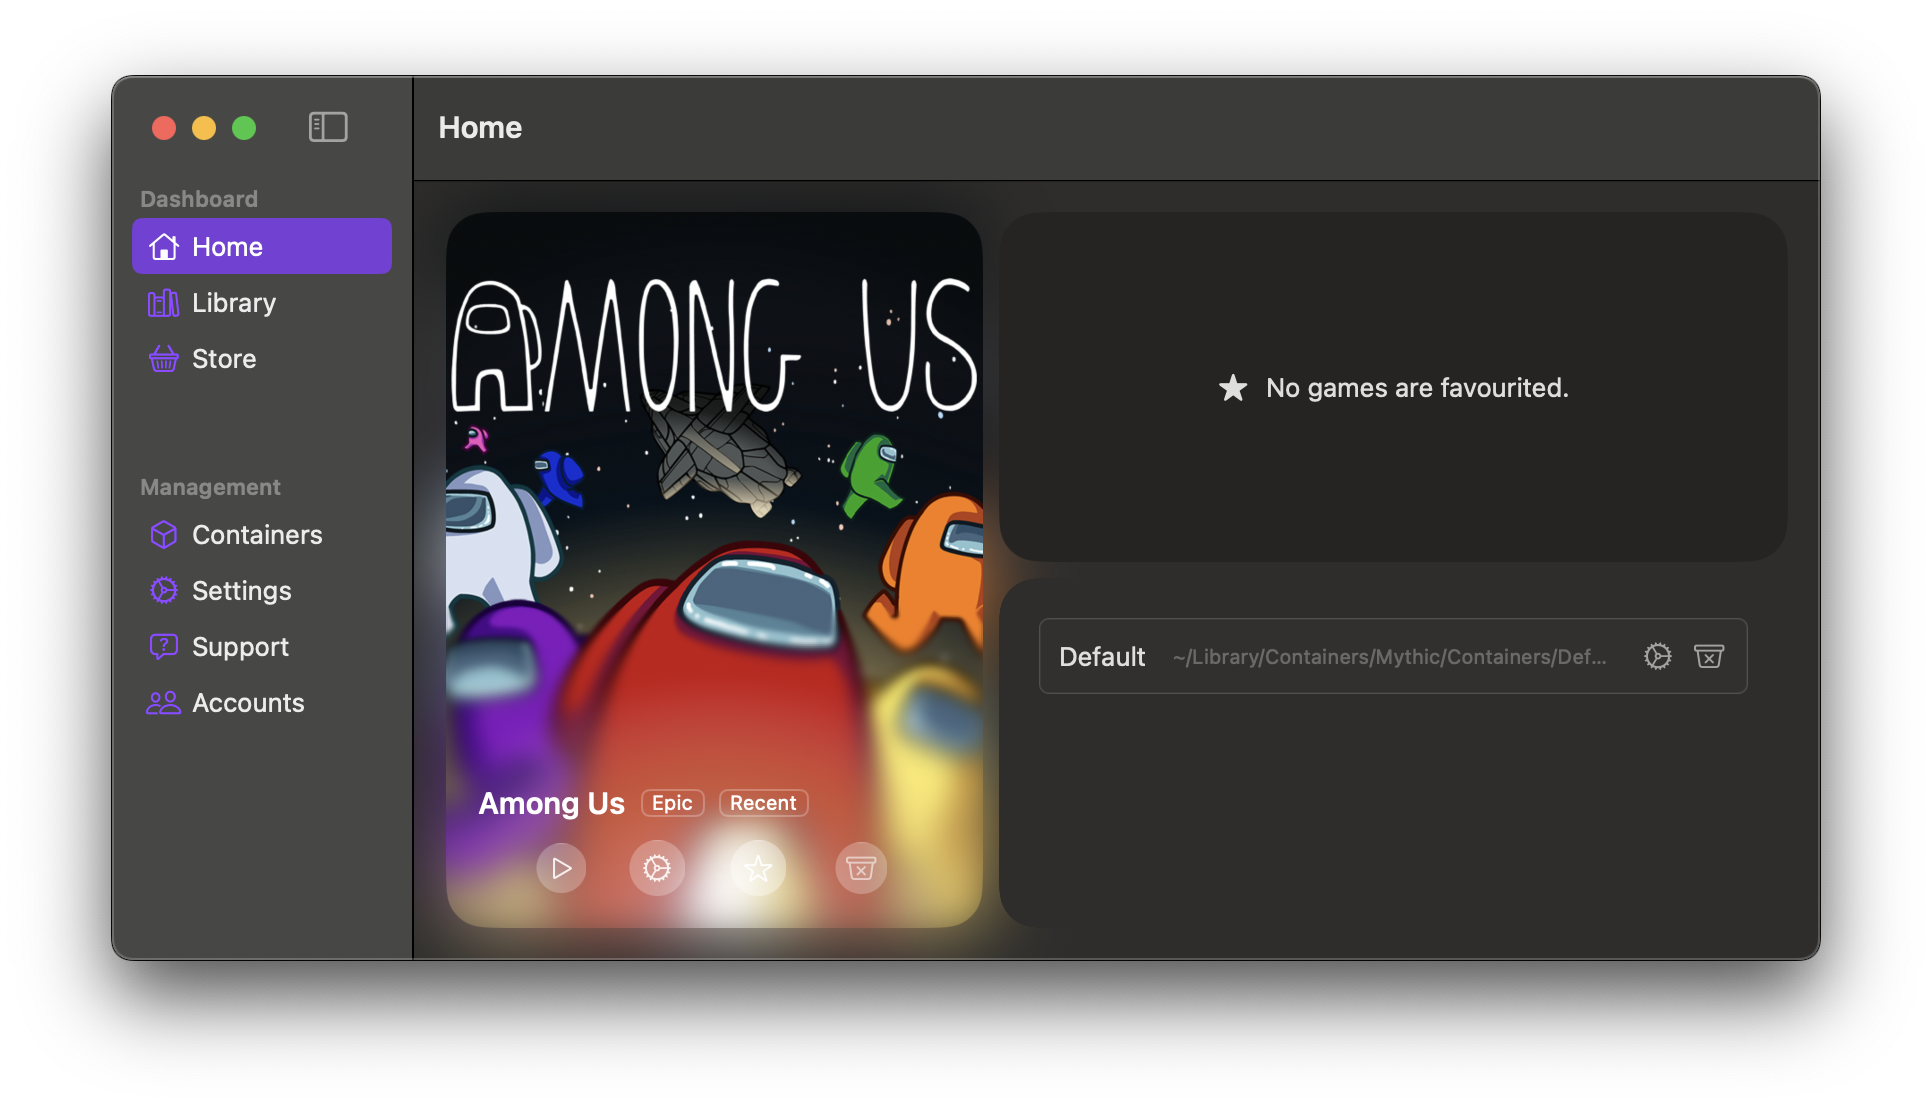 Home
Dashboard
Home
Library
Store
Management
Containers
Settings
Support
Accounts
AMONG US
Among Us Epic Recent
No games are favourited.
Default ~/Library/Containers/Mythic/Containers/Def...